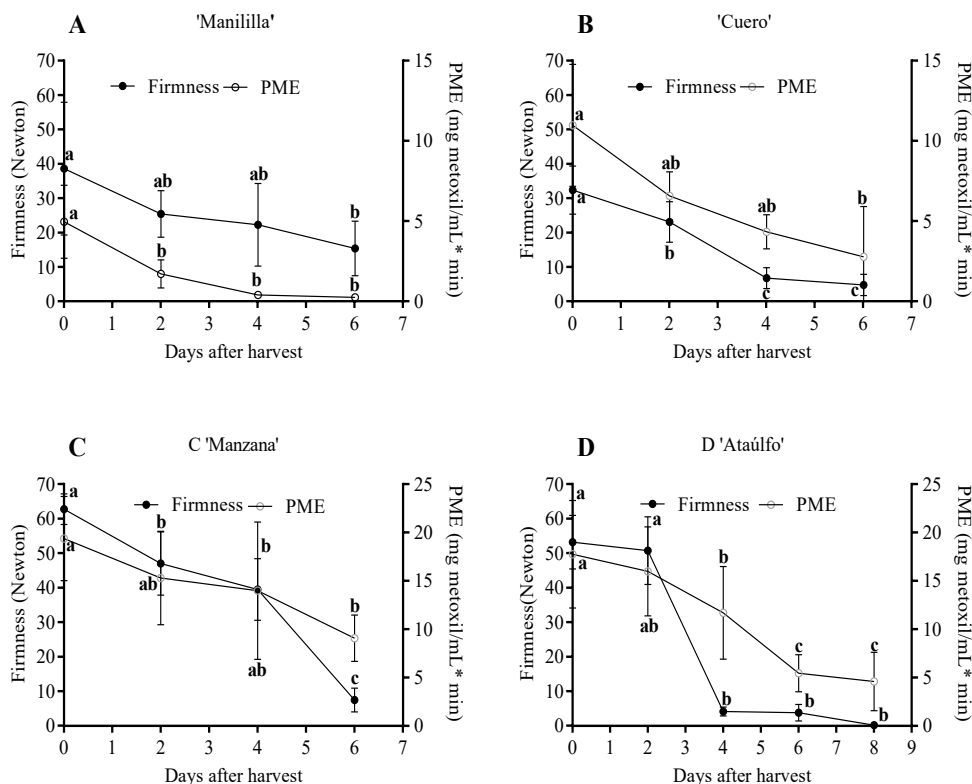 A
'Manililla'
Firmness PME
Firmness (Newton)
70
60
50
40
30
20
10
0
15
10
5
0
PME (mg metoxil/mL* min)
a
ab
ab
b
a
b
b
b
0 1 2 3 4 5 6 7
Days after harvest
B
'Cuero'
Firmness PME
Firmness (Newton)
70
60
50
40
30
20
10
0
15
10
5
0
PME (mg metoxil/mL* min)
a
ab
ab
b
a
b
c
c
0 1 2 3 4 5 6 7
Days after harvest
C
C 'Manzana'
Firmness PME
Firmness (Newton)
70
60
50
40
30
20
10
0
25
20
15
10
5
0
PME (mg metoxil/mL* min)
a
b
b
b
a
ab
ab
c
0 1 2 3 4 5 6 7
Days after harvest
D
D 'Ataúlfo'
Firmness PME
Firmness(Newton)
70
60
50
40
30
20
10
0
25
20
15
10
5
0
PME (mg metoxil/mL* min)
a
a
b
c
c
a
ab
b
b
b
0 1 2 3 4 5 6 7 8 9
Days after harvest